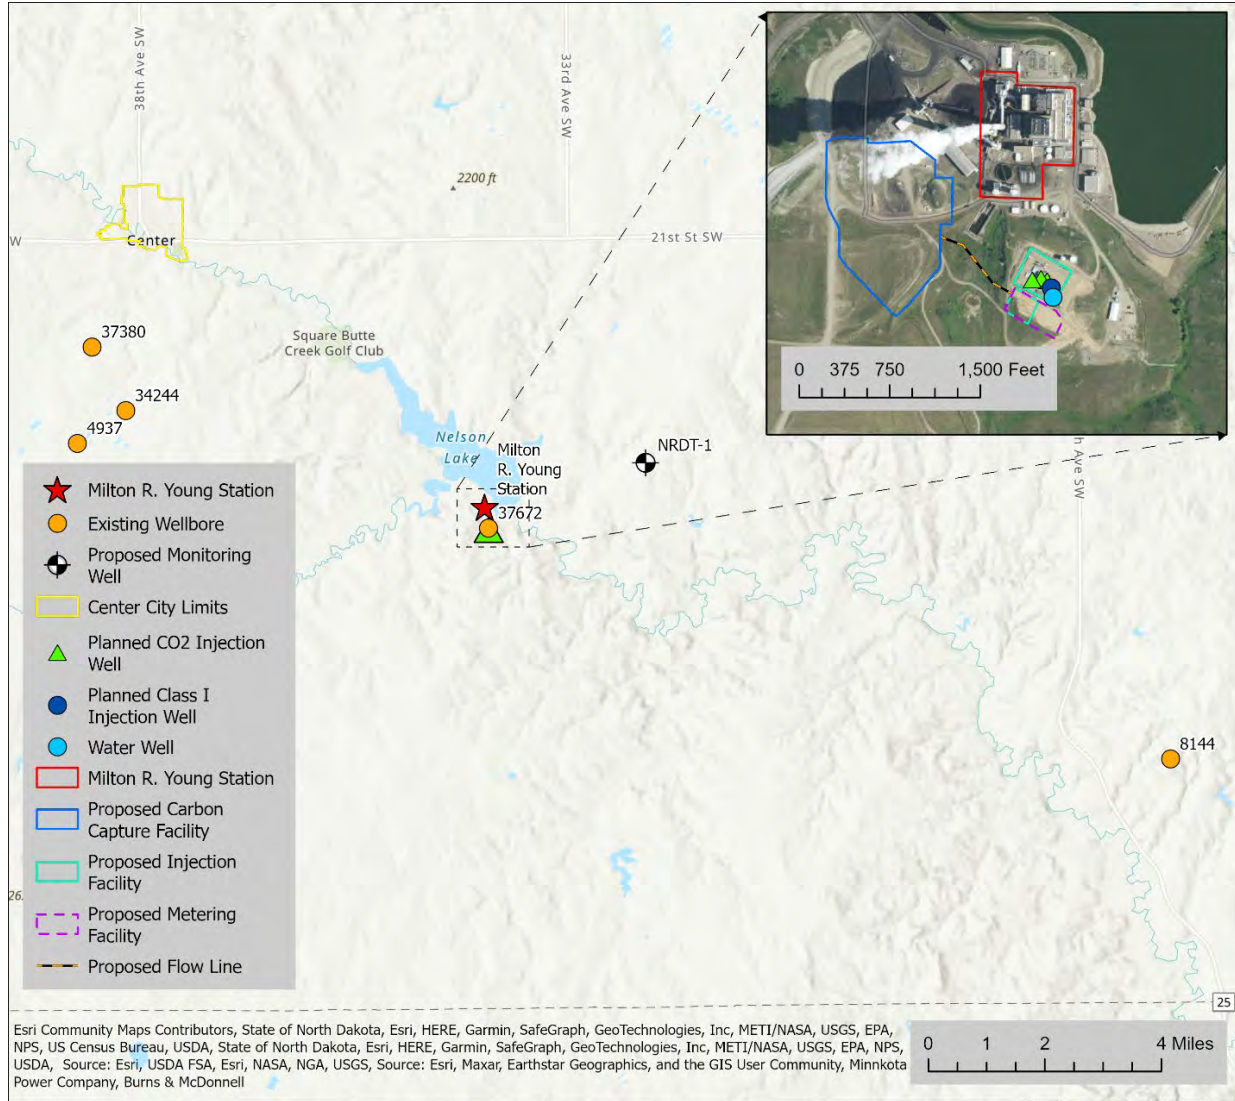 38th Ave SW
33rd Ave SW
2200 ft
W
Center
21st St SW
Square Butte
Creek Golf Club
37380
34244
4937
Nelson
Lake
Milton
R. Young
Station
NRDT-1
37672
8144
h Ave SW
25
26
0 375 750 1,500 Feet
Milton R. Young Station
Existing Wellbore
Proposed Monitoring
Well
Center City Limits
Planned CO2 Injection
Well
Planned Class I
Injection Well
Water Well
Milton R. Young Station
Proposed Carbon
Capture Facility
Proposed Injection
Facility
Proposed Metering
Facility
Proposed Flow Line
Esri Community Maps Contributors, State of North Dakota, Esri, HERE, Garmin, SafeGraph, GeoTechnologies, Inc, METI/NASA, USGS, EPA,
NPS, US Census Bureau, USDA, State of North Dakota, Esri, HERE, Garmin, SafeGraph, GeoTechnologies, Inc, METI/NASA, USGS, EPA, NPS,
USDA, Source: Esri, USDA FSA, Esri, NASA, NGA, USGS, Source: Esri, Maxar, Earthstar Geographics, and the GIS User Community, Minnkota
Power Company, Burns & McDonnell
0 1 2 4 Miles